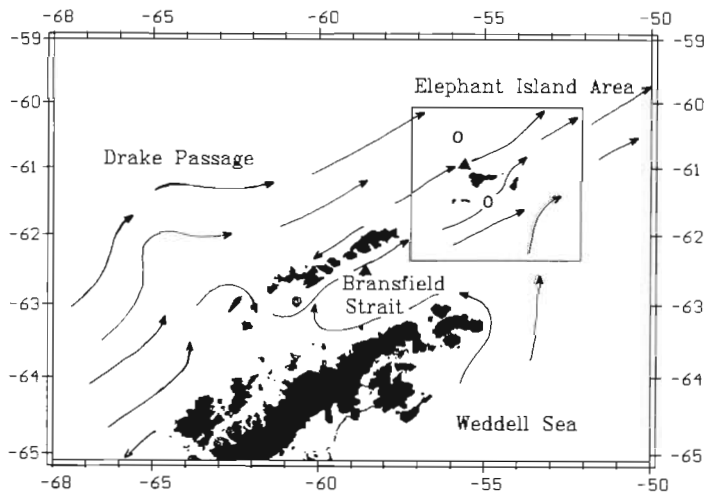 -68 -65 -60 -55 -50
-59 -59
Elephant Island Area
-60 -60
O
Drake Passage
-61 -61
O
-62 -62
Bransfield
Strait
-63 -63
-64 -64
Weddell Sea
-65 -65
-68 -65 -60 -55 -50